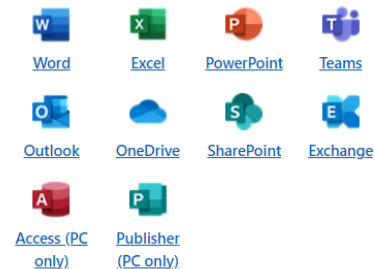 Word Excel PowerPoint Teams
Outlook OneDrive SharePoint Exchange
Access (PC only)
Publisher (PC only)